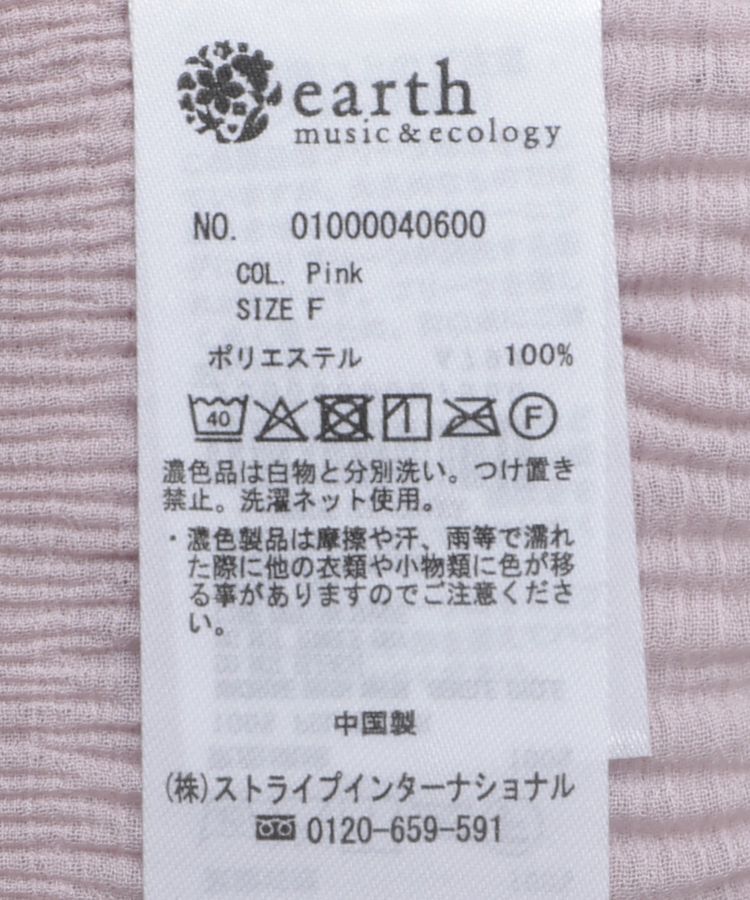 earth
music & ecology
NO. 01000040600
COL. Pink
SIZE F
ポリエステル 100%
40 F
濃色品は白物と分別洗い。つけ置き
禁止。洗濯ネット使用。
・濃色製品は摩擦や汗、雨等で濡れ
た際に他の衣類や小物類に色が移
る事がありますのでご注意くださ
い。
中国製
(株)ストライプインターナショナル
0120-659-591